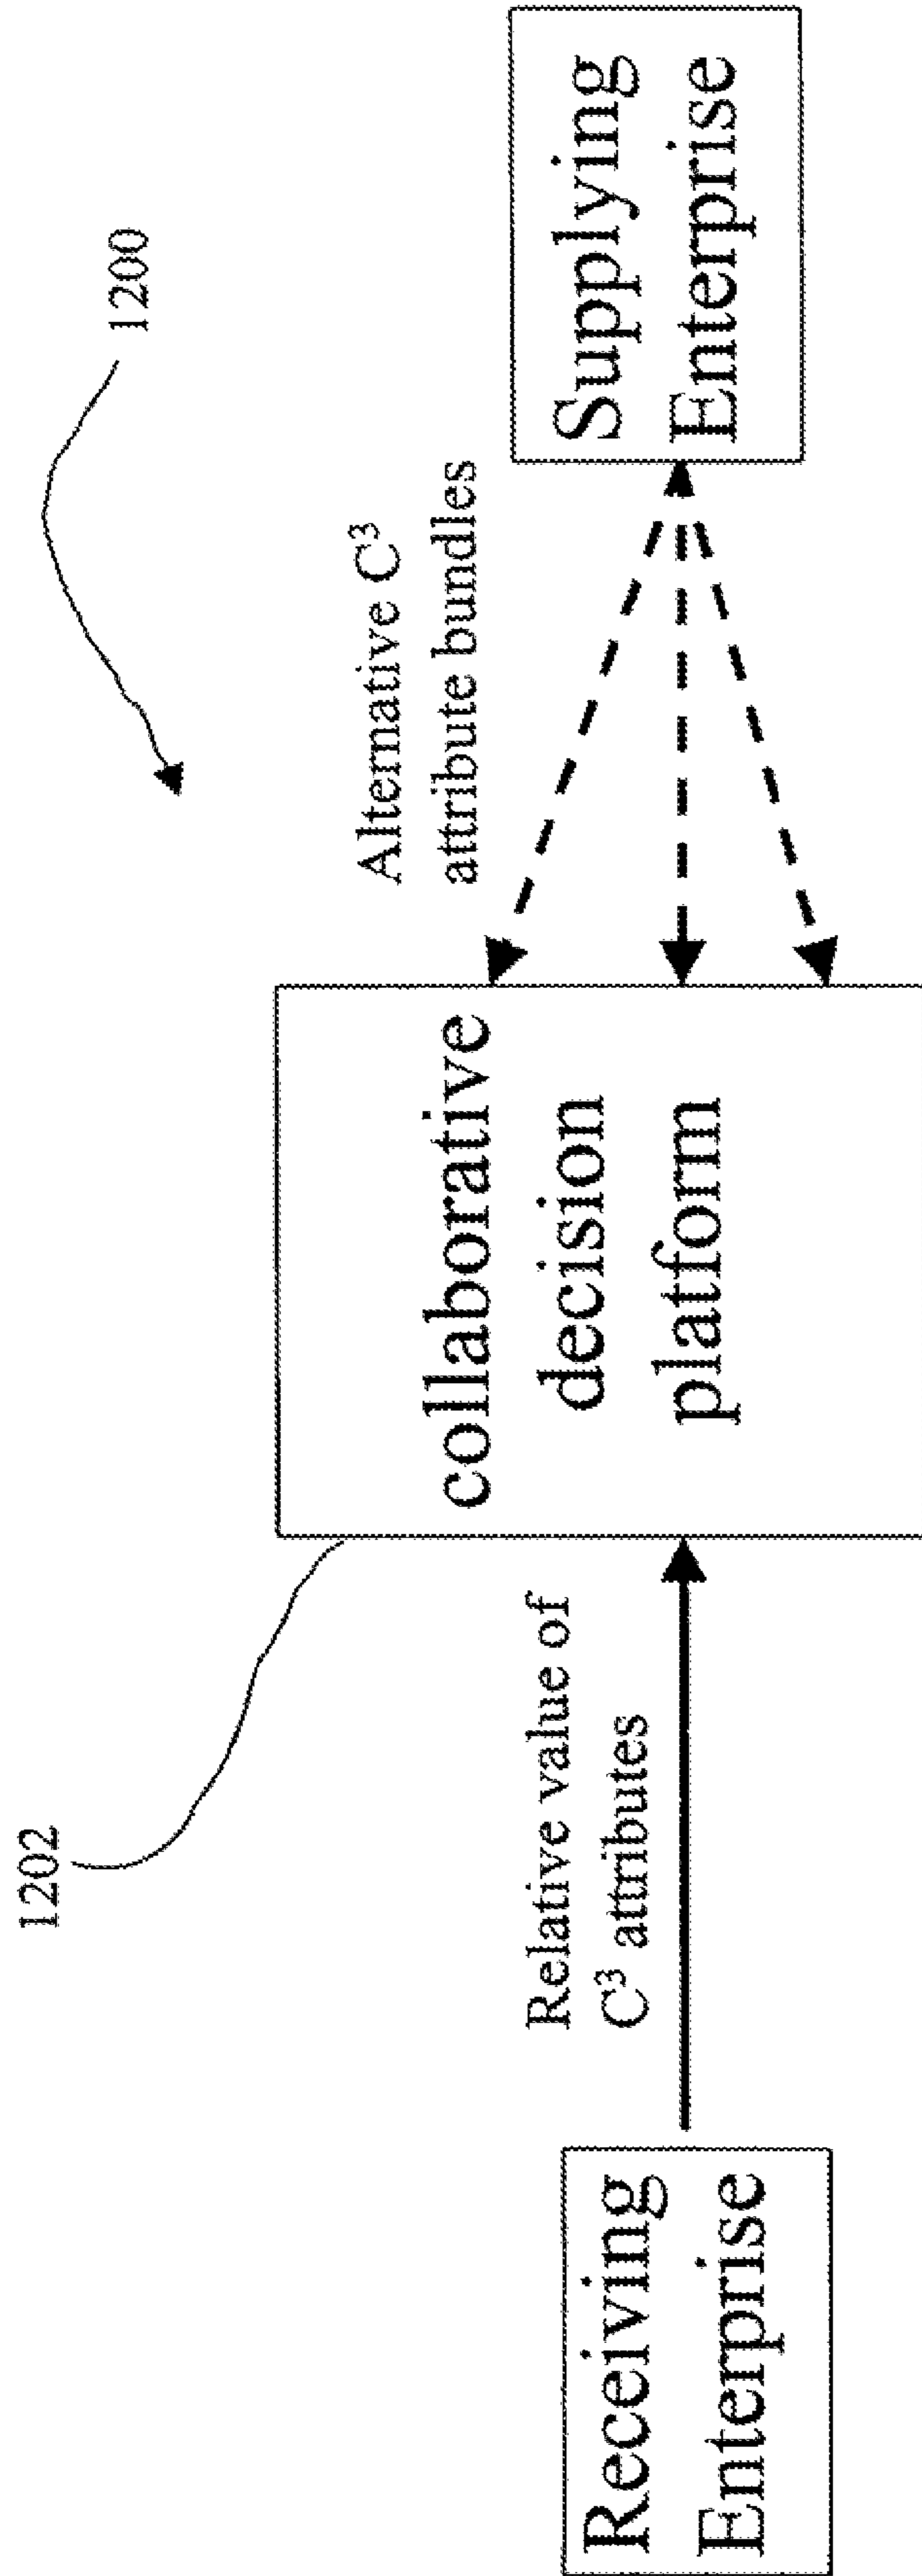 1200
1202
Receiving
Enterprise
Relative value of
C³ attributes
collaborative
decision
platform
Alternative C³
attribute bundles
Supplying
Enterprise